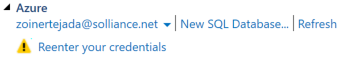 Azure
zoinertejada@solliance.net | New SQL Database... | Refresh
Reenter your credentials